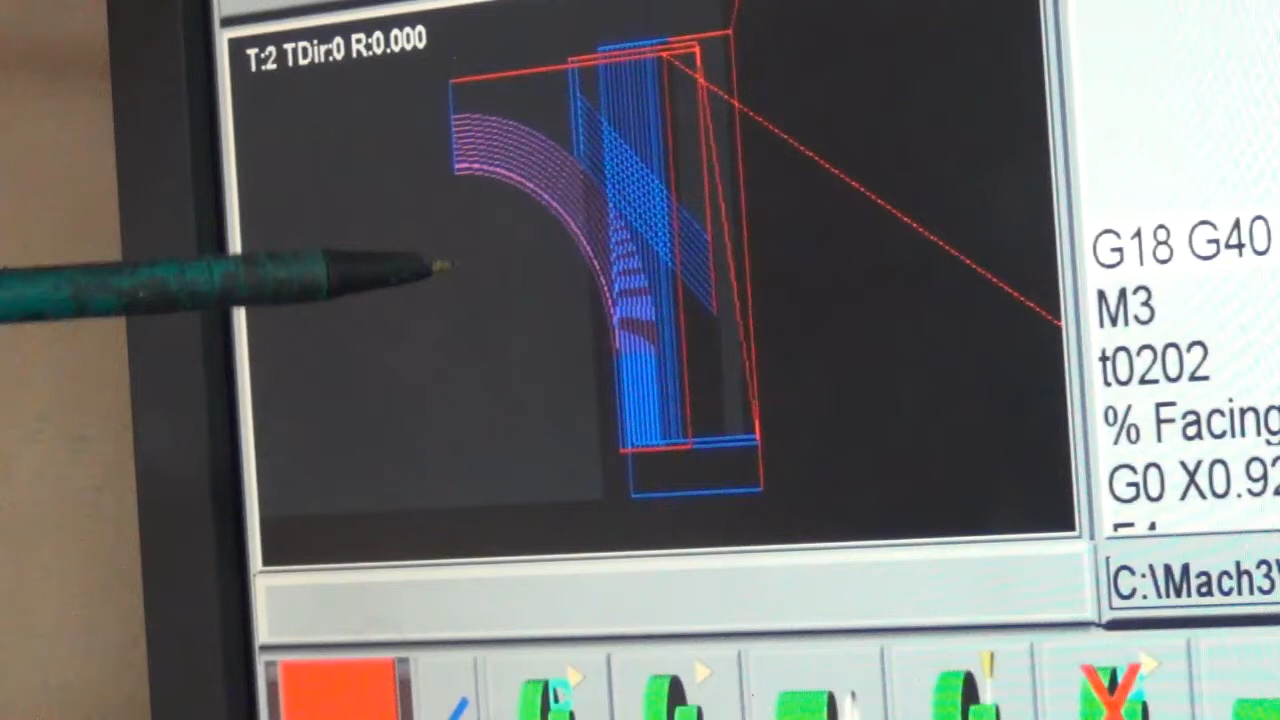 T:2 TDir:0 R:0.000
G18 G40
M3
t0202
% Facing
G0 X0.92
C:\Mach3\